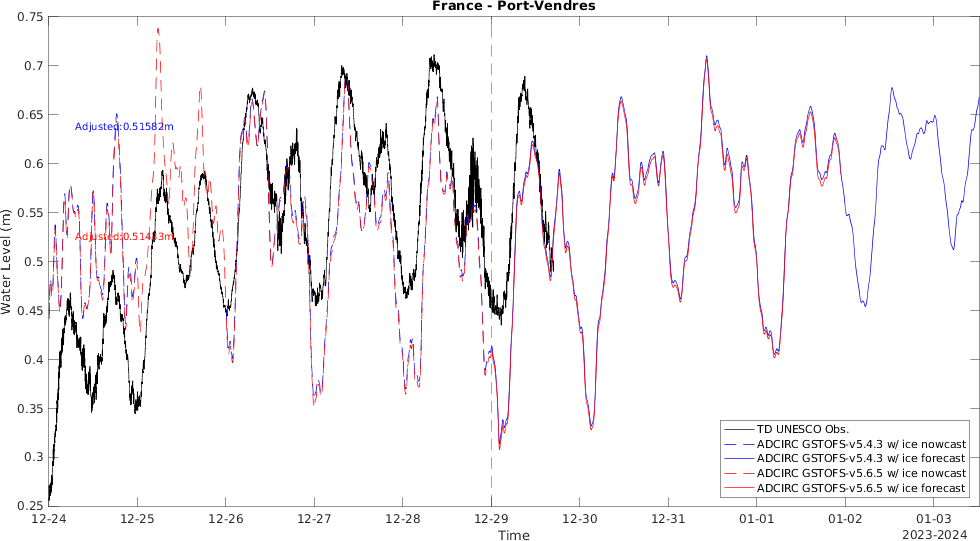 France - Port-Vendres
Water Level (m)
0.75
0.7
0.65
0.6
0.55
0.5
0.45
0.4
0.35
0.3
0.25
Adjusted:0.51582m
TD UNESCO Obs.
ADCIRC GSTOFS-v5.4.3 w/ ice nowcast
ADCIRC GSTOFS-v5.4.3 w/ ice forecast
ADCIRC GSTOFS-v5.6.5 w/ ice nowcast
ADCIRC GSTOFS-v5.6.5 w/ ice forecast
12-24 12-25 12-26 12-27 12-28 12-29 12-30 12-31 01-01 01-02 01-03
Time
2023-2024